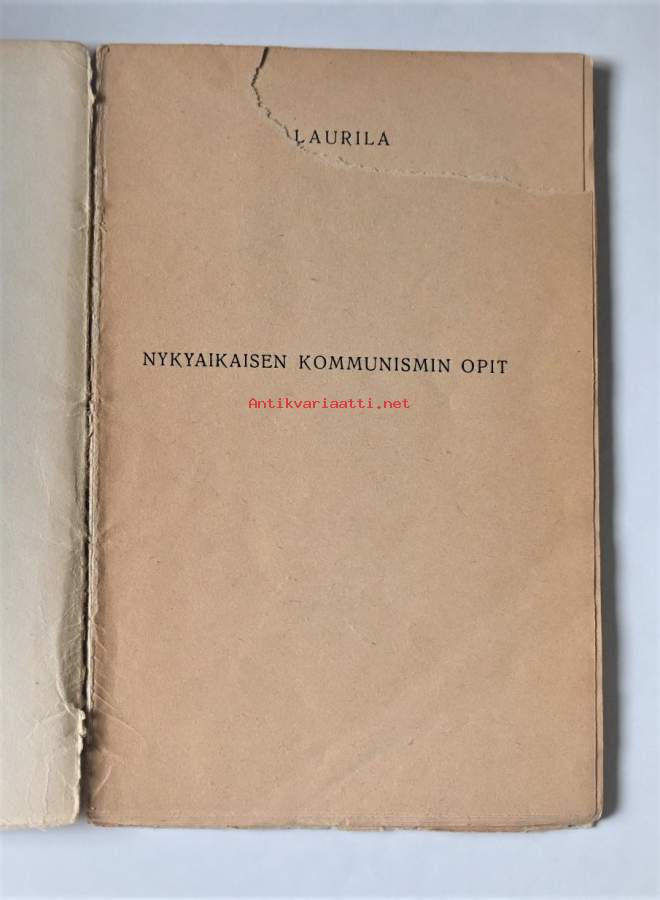 LAURILA
NYKYAIKAISEN KOMMUNISMIN OPIT
Antikvariaatti.net